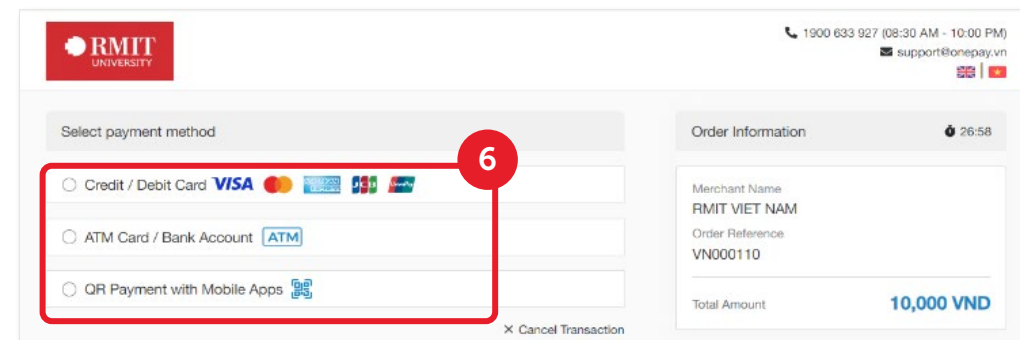 RMIT
UNIVERSITY
1900 633 927 (08:30 AM - 10:00 PM)
support@onepay.vn
Select payment method
6
Credit / Debit Card VISA JCB UnionPay
ATM Card / Bank Account ATM
QR Payment with Mobile Apps
Cancel Transaction
Order Information 26:58
Merchant Name
RMIT VIET NAM
Order Reference
VN000110
Total Amount 10,000 VND